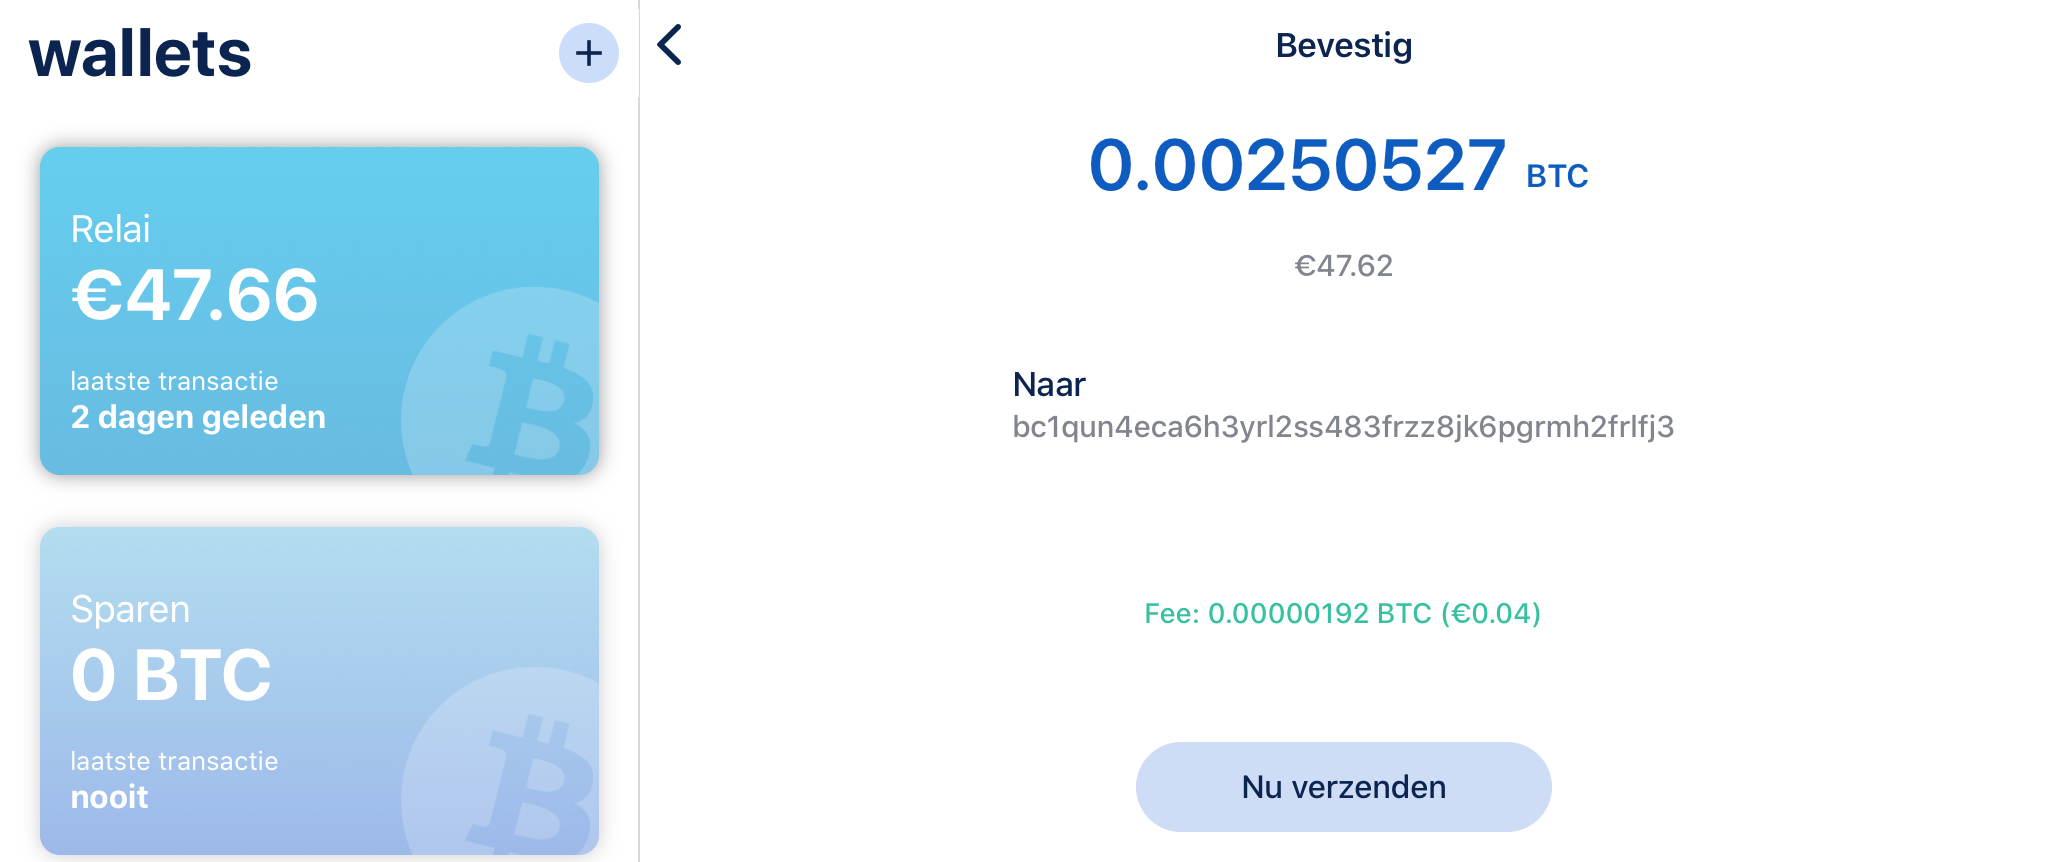 wallets
Relai
€47.66
laatste transactie
2 dagen geleden
Sparen
0 BTC
laatste transactie
nooit
Bevestig
0.00250527 BTC
€47.62
Naar
bc1qun4eca6h3yrl2ss483frzz8jk6pgrmh2frlfj3
Fee: 0.00000192 BTC (€0.04)
Nu verzenden